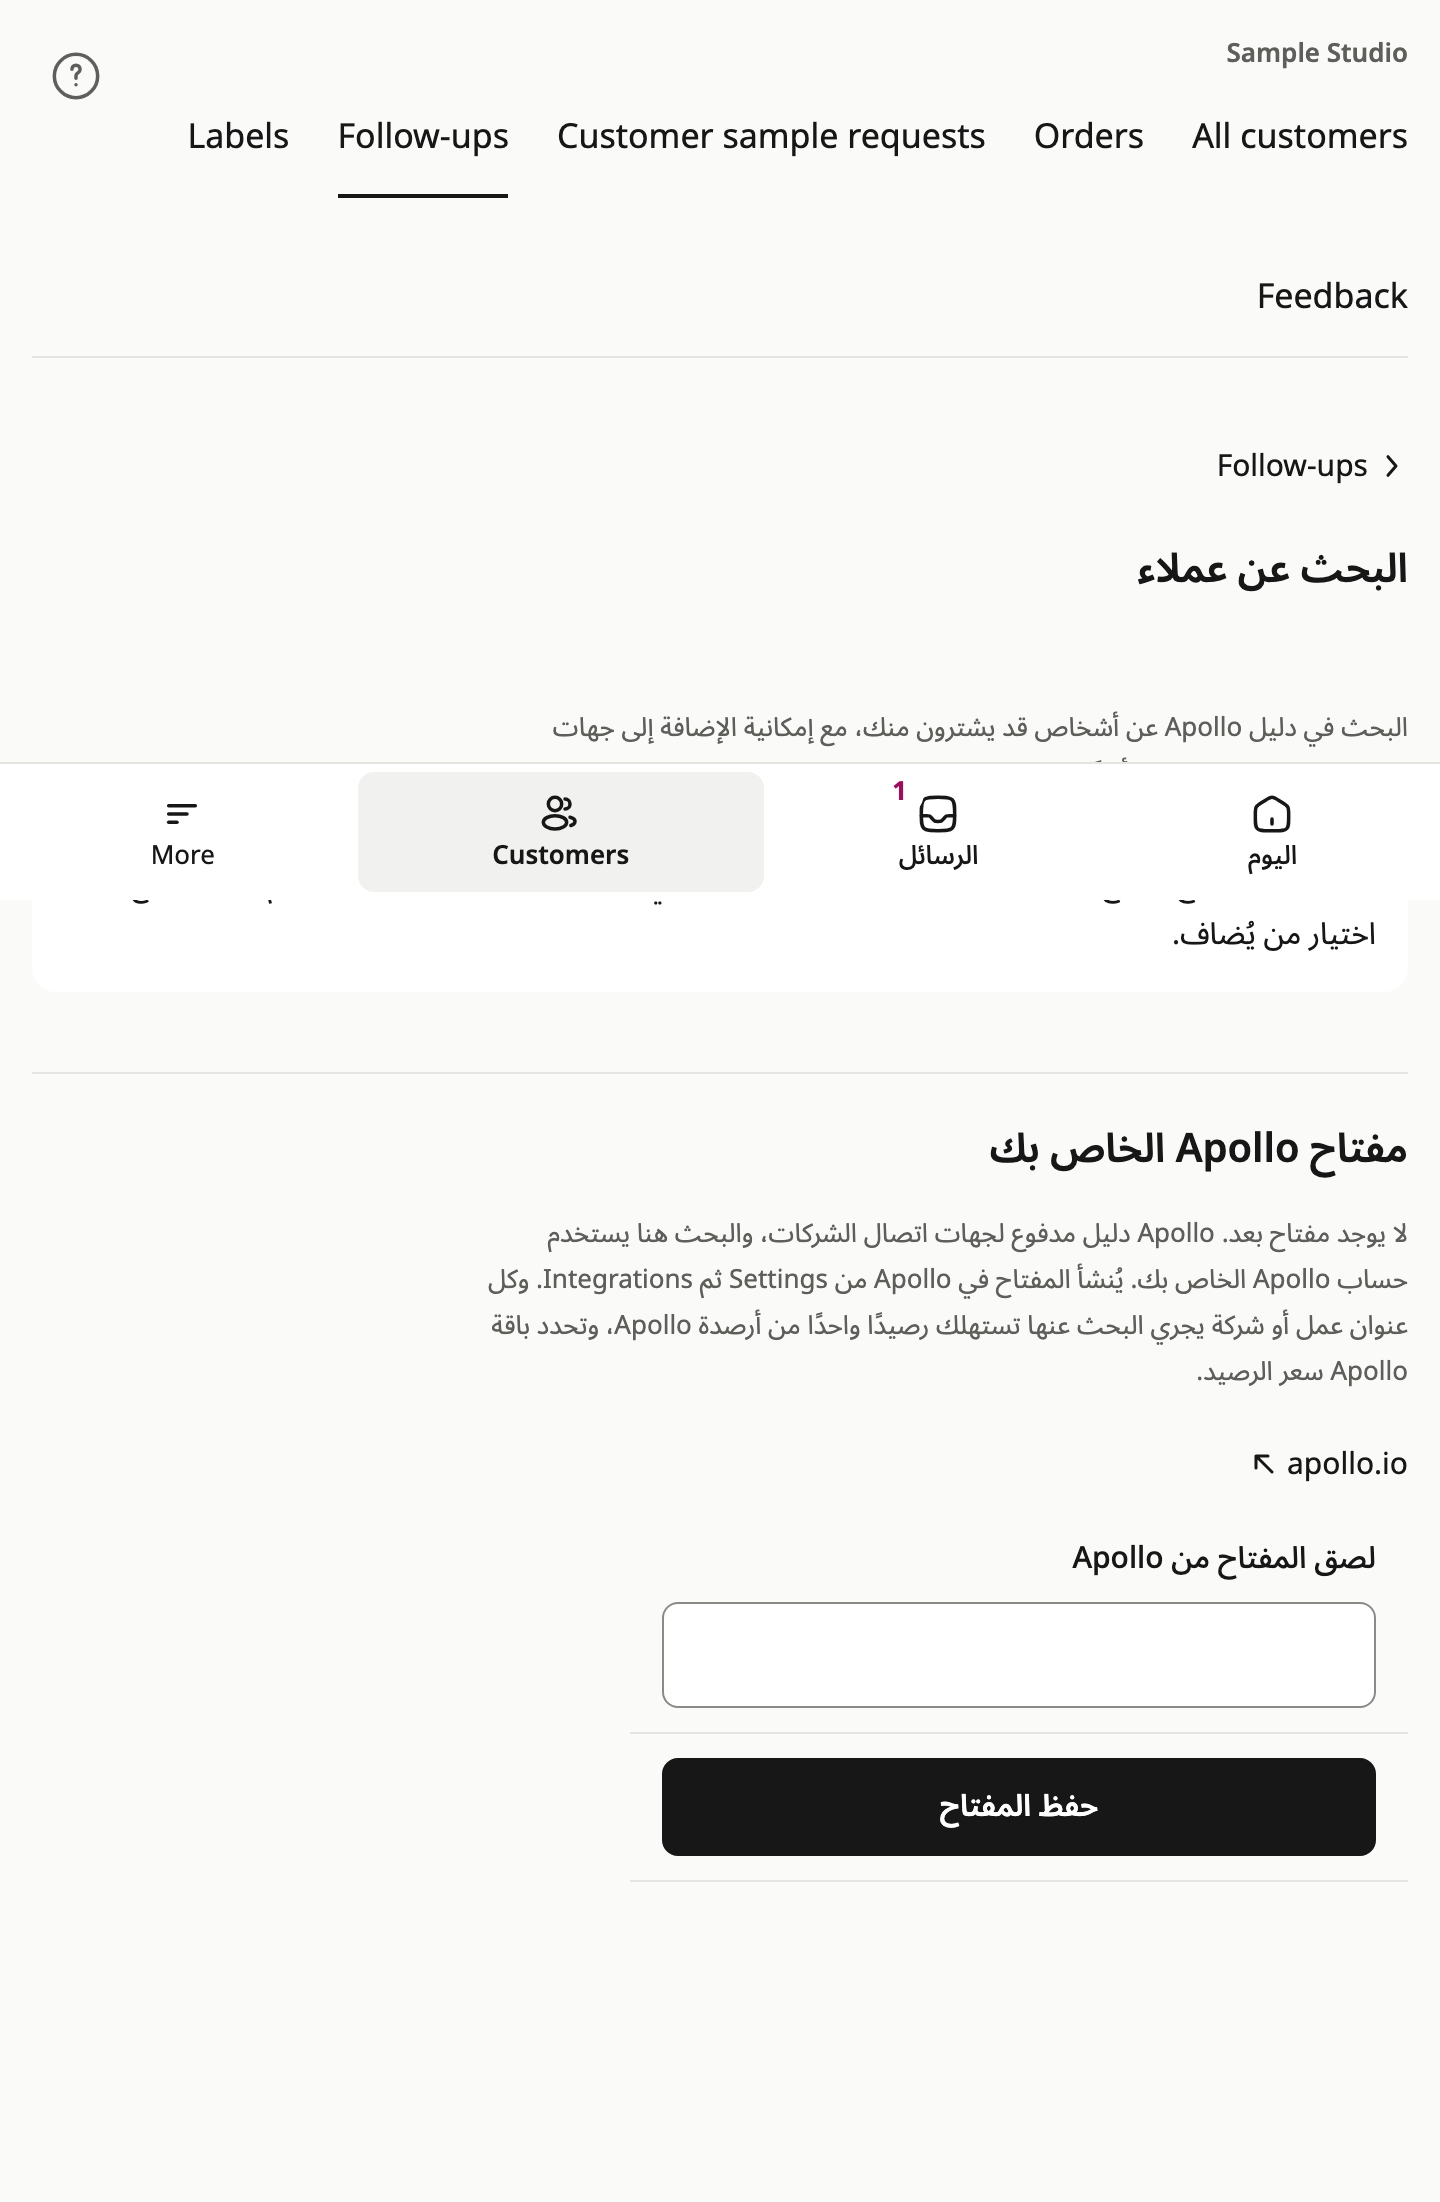 Sample Studio
All customers Orders Customer sample requests Follow-ups Labels
Feedback
Follow-ups
البحث عن عملاء
البحث في دليل Apollo عن أشخاص قد يشترون منك، مع إمكانية الإضافة إلى جهات
1
اليوم الرسائل Customers More
اختيار من يُضاف.
مفتاح Apollo الخاص بك
لا يوجد مفتاح بعد. Apollo دليل مدفوع لجهات اتصال الشركات، والبحث هنا يستخدم
حساب Apollo الخاص بك. يُنشأ المفتاح في Apollo من Settings ثم Integrations. وكل
عنوان عمل أو شركة يجري البحث عنها تستهلك رصيدًا واحدًا من أرصدة Apollo، وتحدد باقة
Apollo سعر الرصيد.
apollo.io
لصق المفتاح من Apollo
حفظ المفتاح